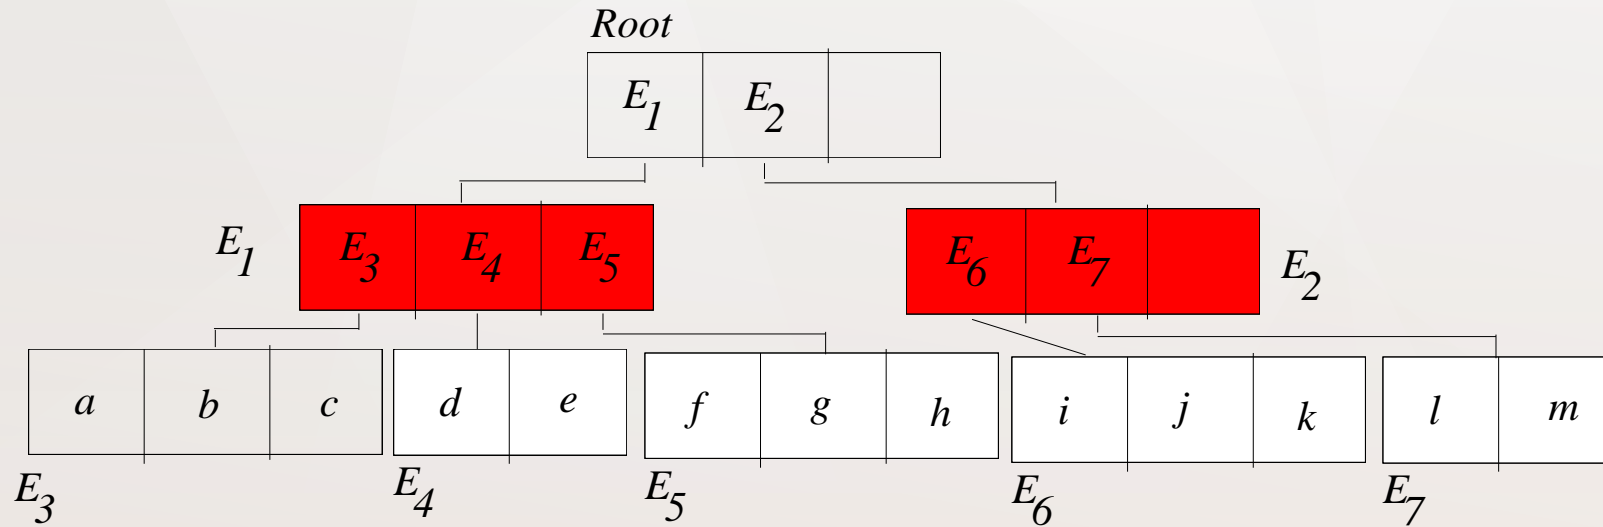 Root
E1 E2
E1 E3 E4 E5 E6 E7 E2
a b c d e f g h i j k l m
E3 E4 E5 E6 E7